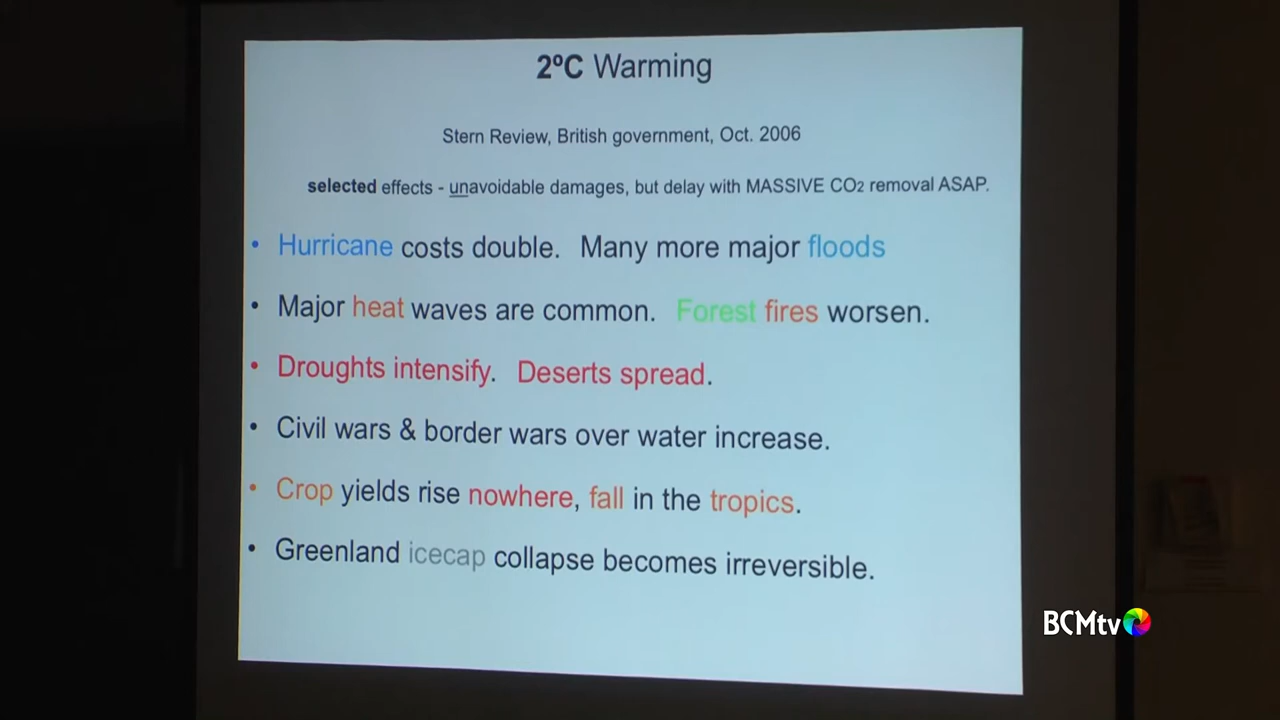 2ºC Warming
Stern Review, British government, Oct. 2006
selected effects - unavoidable damages, but delay with MASSIVE CO2 removal ASAP.
• Hurricane costs double. Many more major floods
• Major heat waves are common. Forest fires worsen.
• Droughts intensify. Deserts spread.
• Civil wars & border wars over water increase.
• Crop yields rise nowhere, fall in the tropics.
• Greenland icecap collapse becomes irreversible.
BCMtv